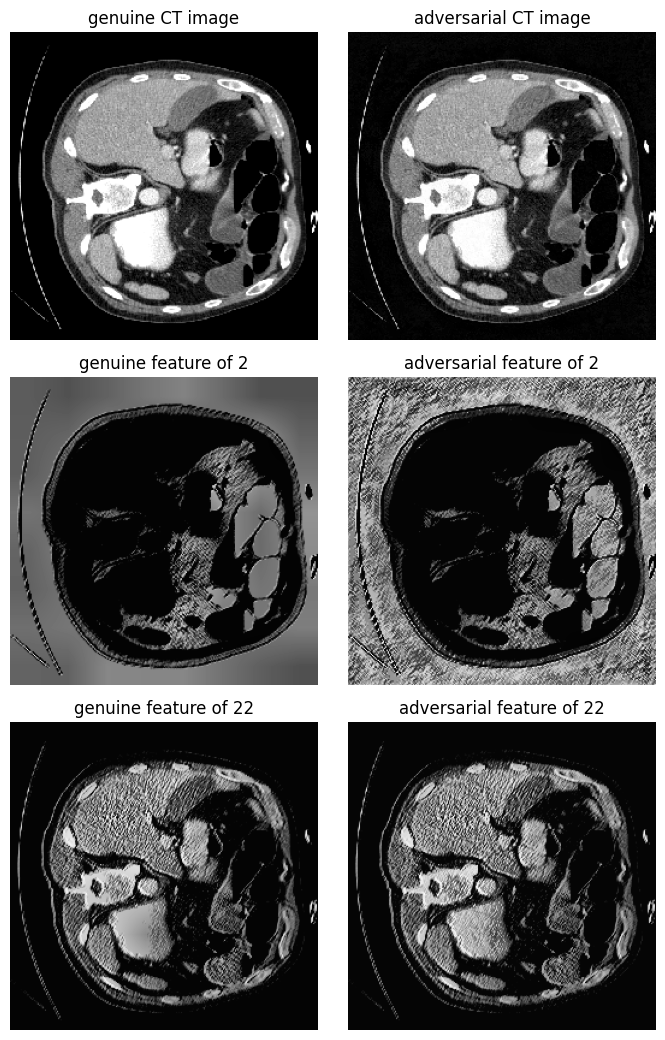 genuine CT image
adversarial CT image
genuine feature of 2
adversarial feature of 2
genuine feature of 22
adversarial feature of 22